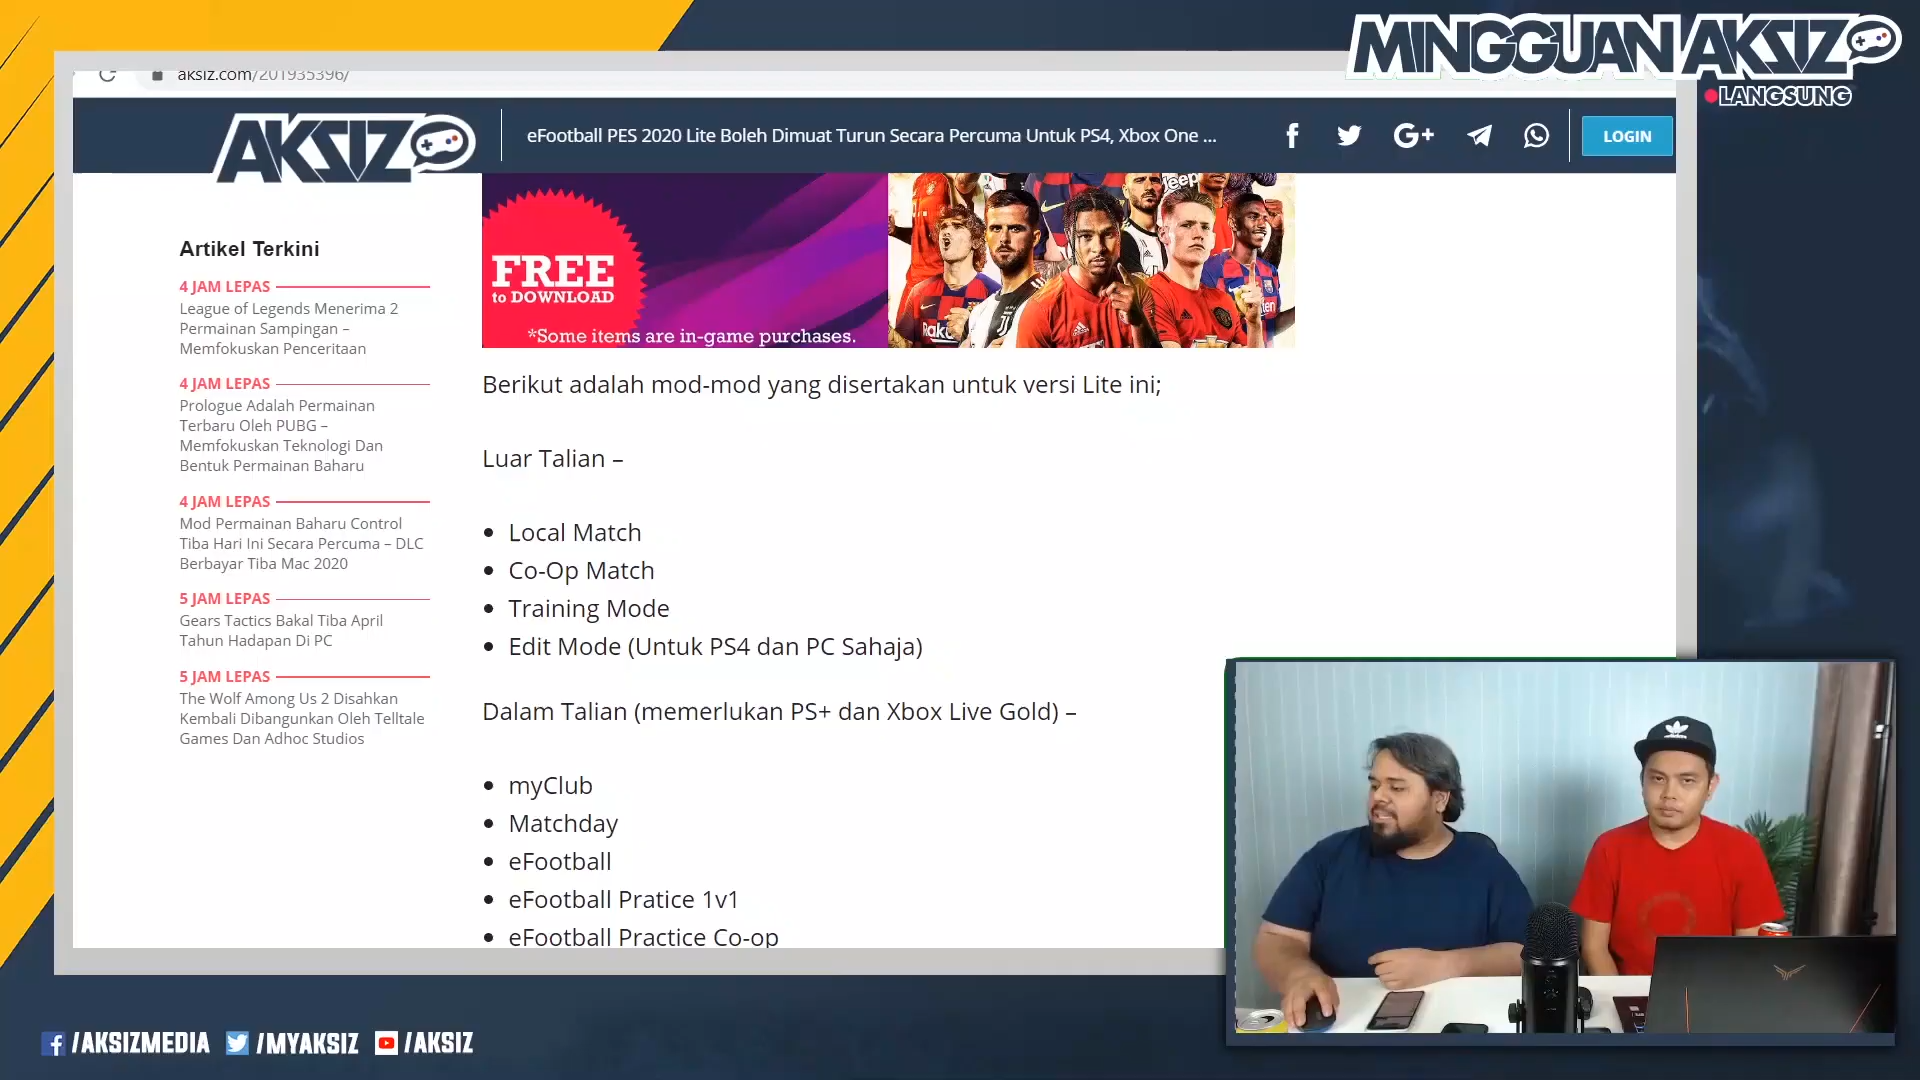 MINGGUAN AKSIZ
LANGSUNG
aksiz.com/201935396/
AKSIZ
eFootball PES 2020 Lite Boleh Dimuat Turun Secara Percuma Untuk PS4, Xbox One ...
LOGIN
Artikel Terkini
4 JAM LEPAS
League of Legends Menerima 2
Permainan Sampingan –
Memfokuskan Penceritaan
4 JAM LEPAS
Prologue Adalah Permainan
Terbaru Oleh PUBG –
Memfokuskan Teknologi Dan
Bentuk Permainan Baharu
4 JAM LEPAS
Mod Permainan Baharu Control
Tiba Hari Ini Secara Percuma – DLC
Berbayar Tiba Mac 2020
5 JAM LEPAS
Gears Tactics Bakal Tiba April
Tahun Hadapan Di PC
5 JAM LEPAS
The Wolf Among Us 2 Disahkan
Kembali Dibangunkan Oleh Telltale
Games Dan Adhoc Studios
FREE
to DOWNLOAD
*Some items are in-game purchases.
Jeep
Berikut adalah mod-mod yang disertakan untuk versi Lite ini;
Luar Talian –
• Local Match
• Co-Op Match
• Training Mode
• Edit Mode (Untuk PS4 dan PC Sahaja)
Dalam Talian (memerlukan PS+ dan Xbox Live Gold) –
• myClub
• Matchday
• eFootball
• eFootball Pratice 1v1
• eFootball Practice Co-op
/AKSIZMEDIA
/MYAKSIZ
/AKSIZ